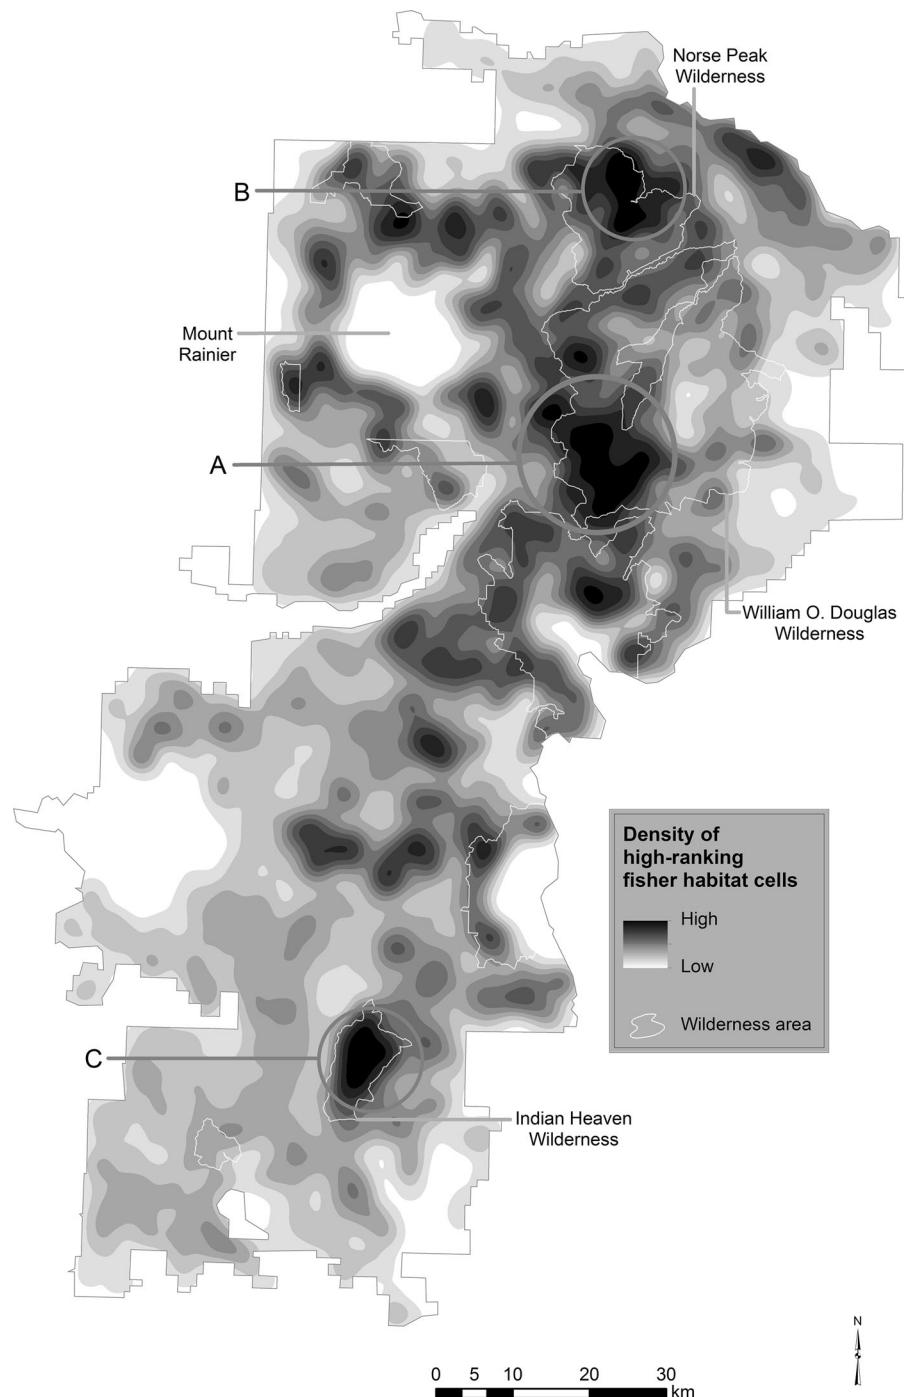 Norse Peak
Wilderness
B
Mount
Rainier
A
William O. Douglas
Wilderness
Density of
high-ranking
fisher habitat cells
High
Low
Wilderness area
C
Indian Heaven
Wilderness
N
0 5 10 20 30
km